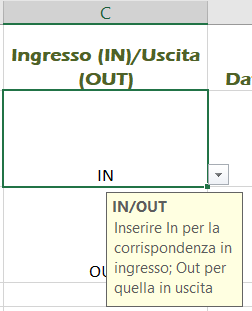 C
Ingresso (IN)/Uscita
(OUT)
Da
IN
IN/OUT
Inserire In per la
corrispondenza in
ingresso; Out per
quella in uscita